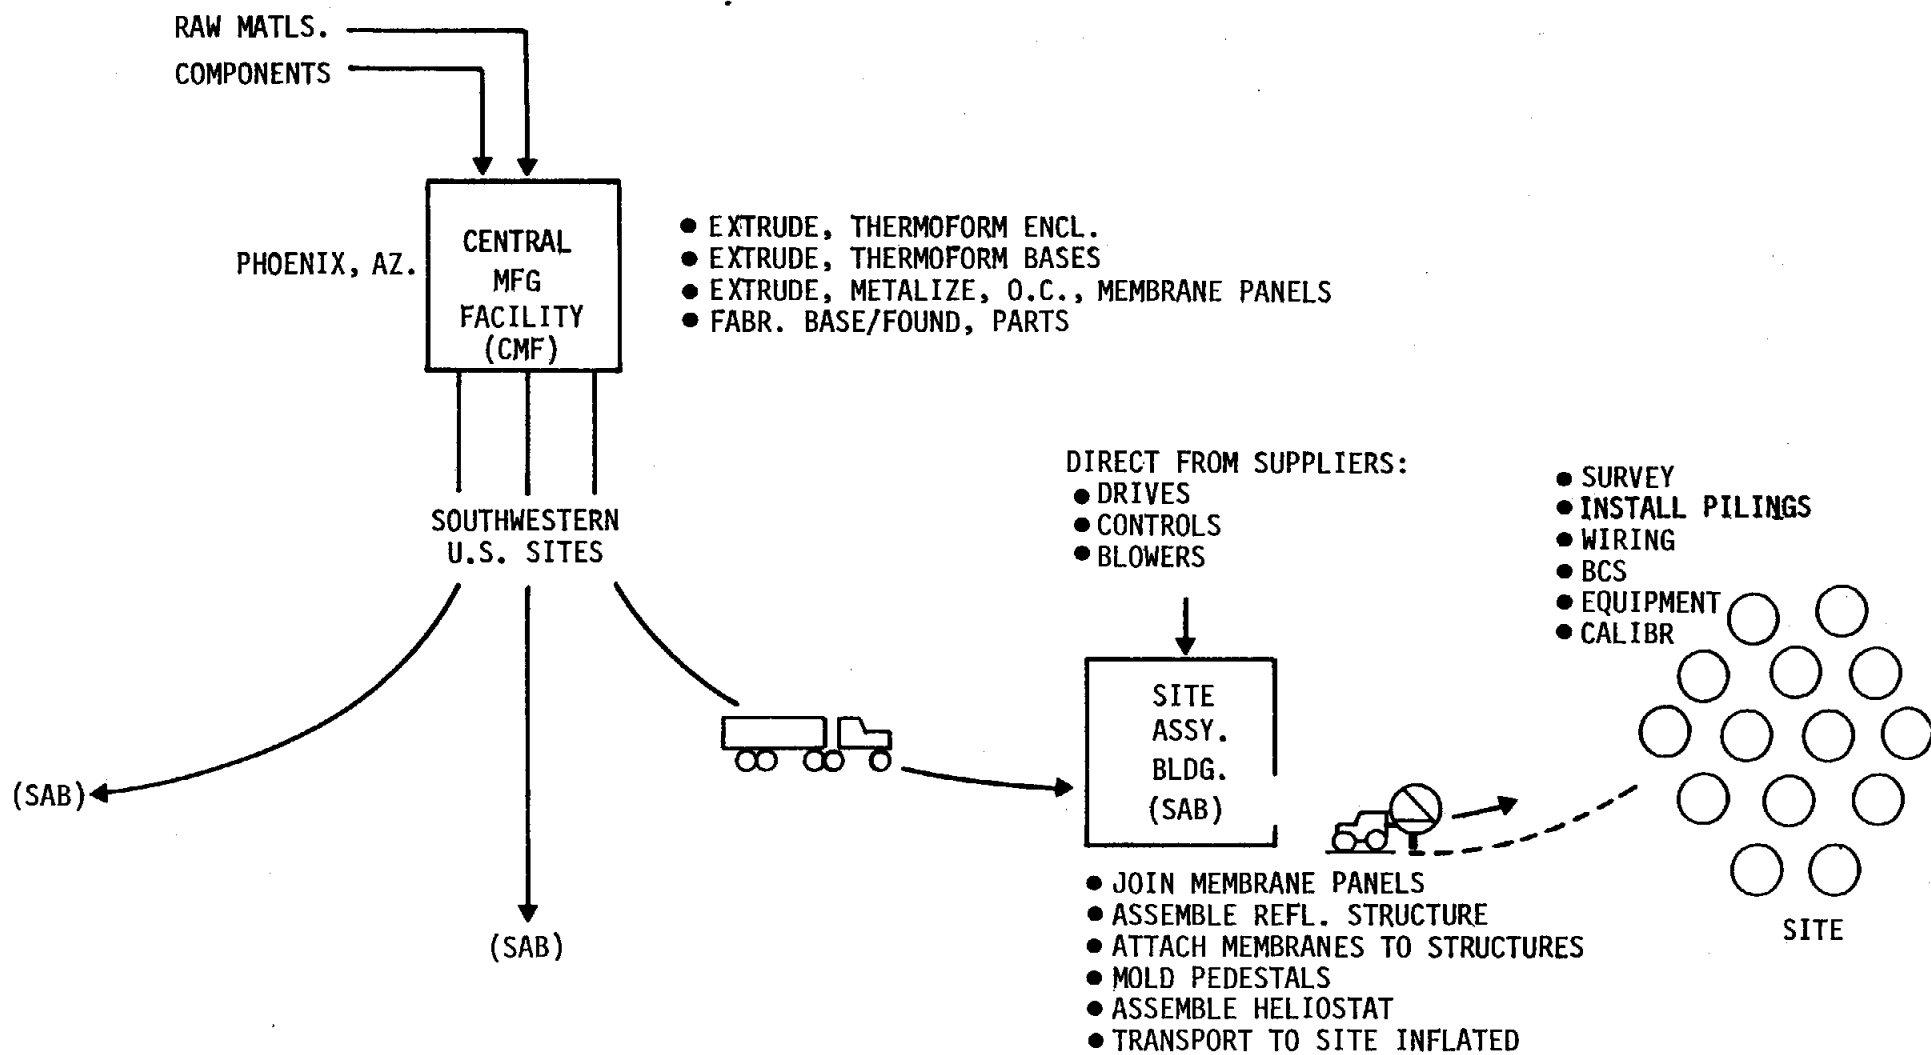 RAW MATLS.
COMPONENTS
PHOENIX, AZ.
CENTRAL
MFG
FACILITY
(CMF)
● EXTRUDE, THERMOFORM ENCL.
● EXTRUDE, THERMOFORM BASES
● EXTRUDE, METALIZE, O.C., MEMBRANE PANELS
● FABR. BASE/FOUND, PARTS
SOUTHWESTERN
U.S. SITES
(SAB)
(SAB)
DIRECT FROM SUPPLIERS:
● DRIVES
● CONTROLS
● BLOWERS
SITE
ASSY.
BLDG.
(SAB)
● JOIN MEMBRANE PANELS
● ASSEMBLE REFL. STRUCTURE
● ATTACH MEMBRANES TO STRUCTURES
● MOLD PEDESTALS
● ASSEMBLE HELIOSTAT
● TRANSPORT TO SITE INFLATED
● SURVEY
● INSTALL PILINGS
● WIRING
● BCS
● EQUIPMENT
● CALIBR
SITE